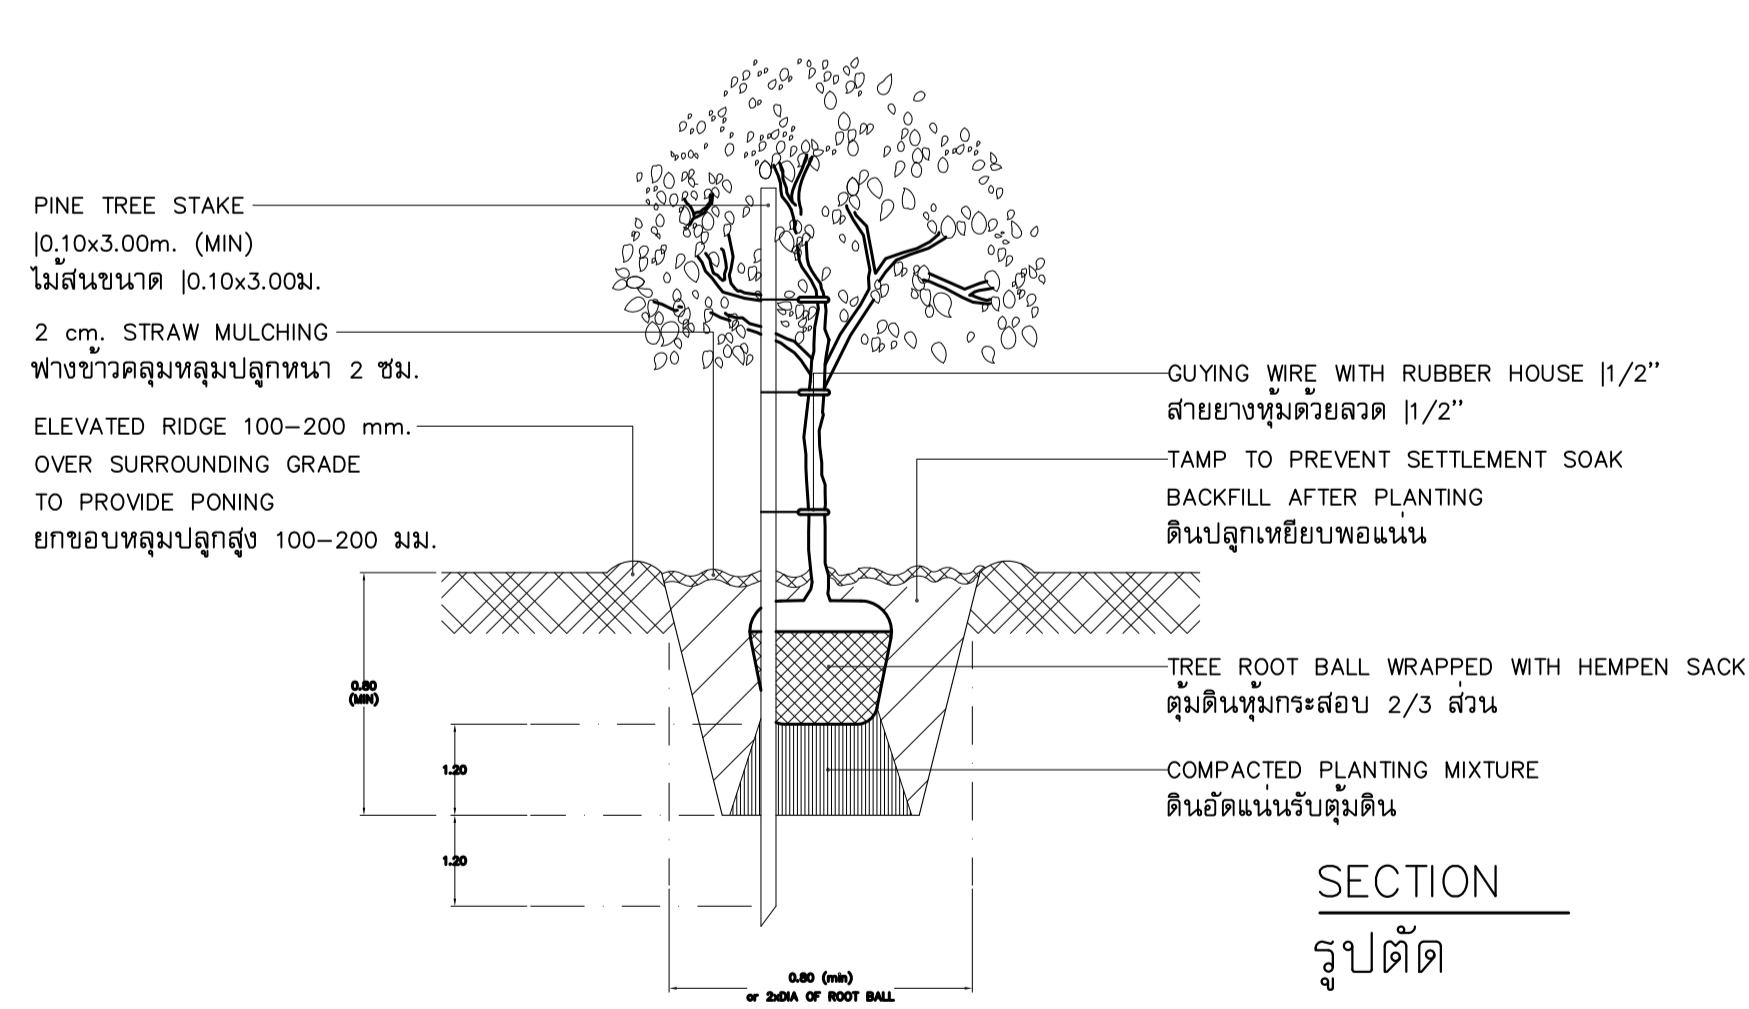 PINE TREE STAKE
|0.10x3.00m. (MIN)
ไม้สนขนาด |0.10x3.00ม.
2 cm. STRAW MULCHING
ฟางข้าวคลุมหลุมปลูกหนา 2 ซม.
ELEVATED RIDGE 100-200 mm.
OVER SURROUNDING GRADE
TO PROVIDE PONING
ยกขอบหลุมปลูกสูง 100-200 มม.
GUYING WIRE WITH RUBBER HOUSE |1/2”
สายยางหุ้มด้วยลวด |1/2”
TAMP TO PREVENT SETTLEMENT SOAK
BACKFILL AFTER PLANTING
ดินปลูกเหยียบพอแน่น
TREE ROOT BALL WRAPPED WITH HEMPEN SACK
ตุ้มดินหุ้มกระสอบ 2/3 ส่วน
COMPACTED PLANTING MIXTURE
ดินอัดแน่นรับตุ้มดิน
0.80
(MIN)
1.20
1.20
0.80 (min)
or 2xDIA OF ROOT BALL
SECTION
รูปตัด